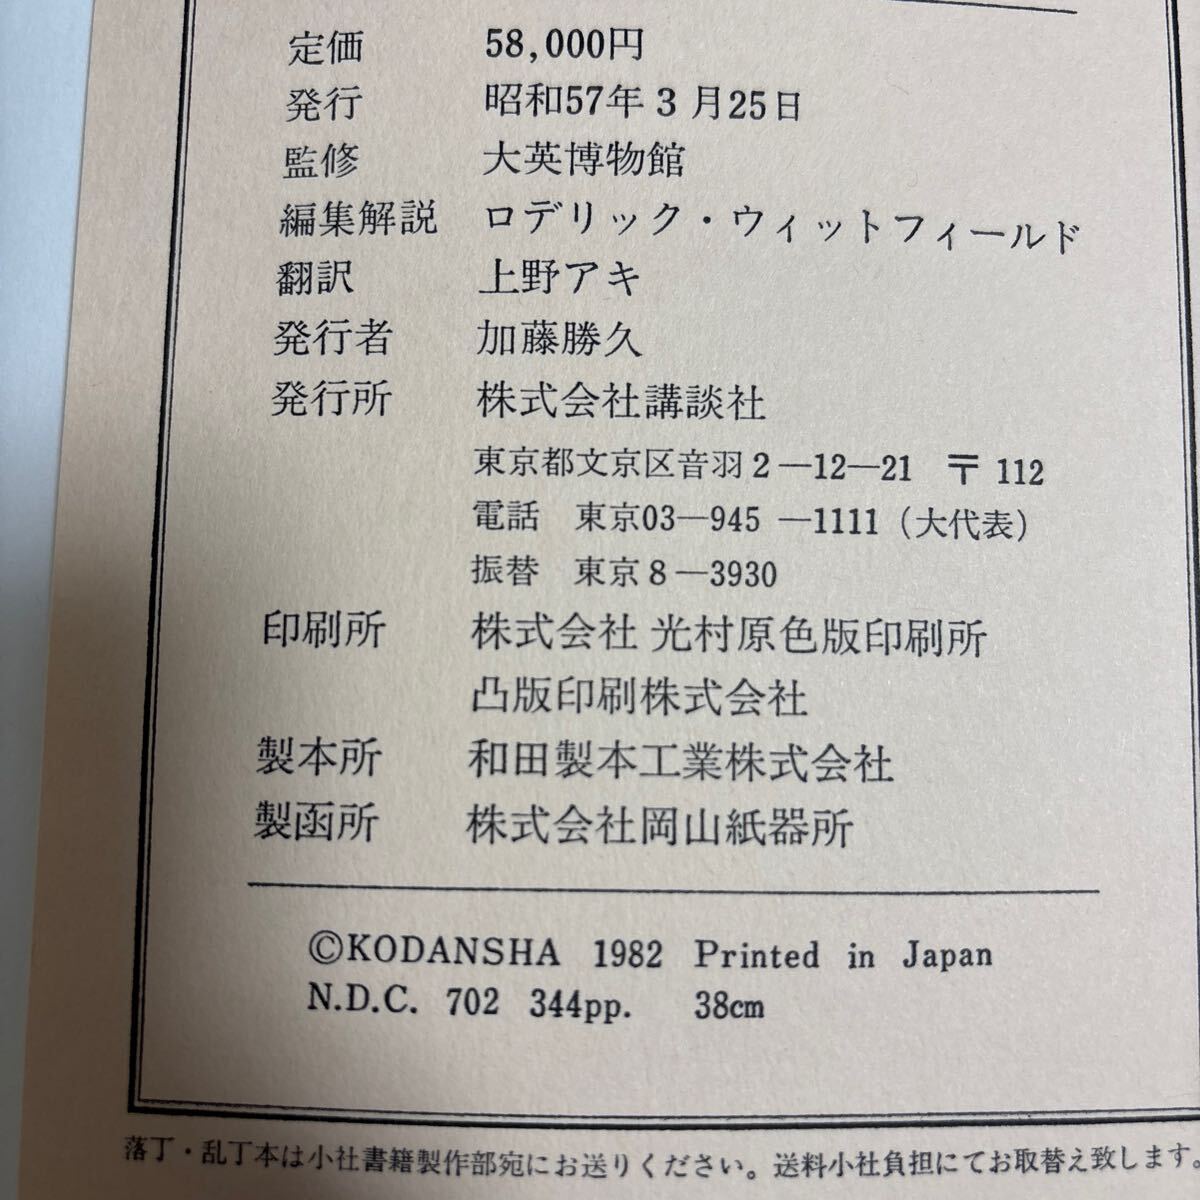 定価 58,000円
発行 昭和57年3月25日
監修 大英博物館
編集解説 ロデリック・ウィットフィールド
翻訳 上野アキ
発行者 加藤勝久
発行所 株式会社講談社
東京都文京区音羽2—12—21 〒112
電話 東京03—945—1111(大代表)
振替 東京8—3930
印刷所 株式会社 光村原色版印刷所
凸版印刷株式会社
製本所 和田製本工業株式会社
製函所 株式会社岡山紙器所
©KODANSHA 1982 Printed in Japan
N.D.C. 702 344pp. 38cm
落丁・乱丁本は小社書籍製作部宛にお送りください。送料小社負担にてお取替え致します。